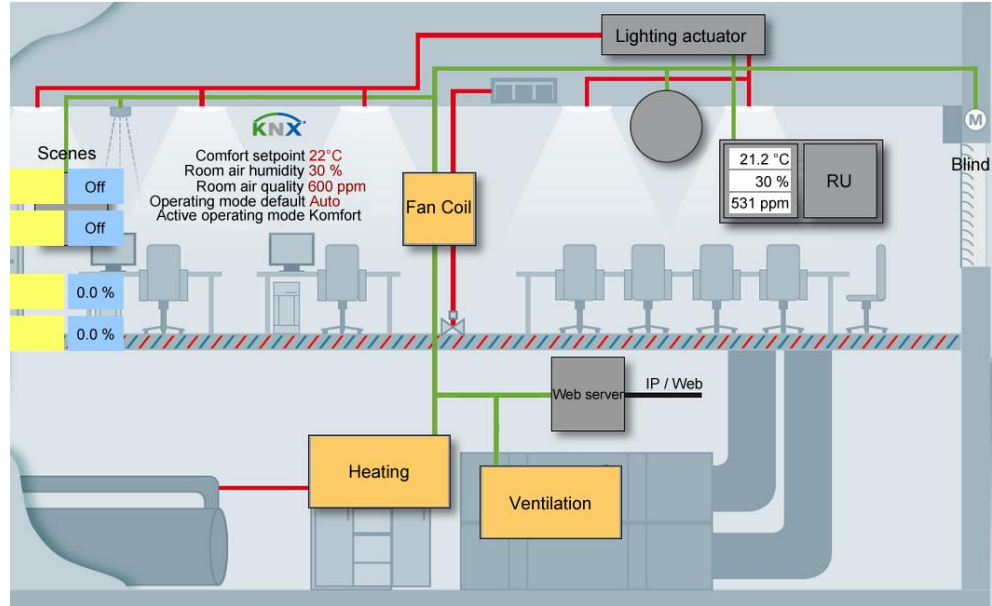 Lighting actuator
KNX
M
Scenes
Comfort setpoint 22°C
Room air humidity 30 %
Room air quality 600 ppm
Operating mode default Auto
Active operating mode Komfort
21.2 °C
30 %
531 ppm
RU
Blind
Off
Off
Fan Coil
0.0 %
0.0 %
Web server
IP / Web
Heating
Ventilation